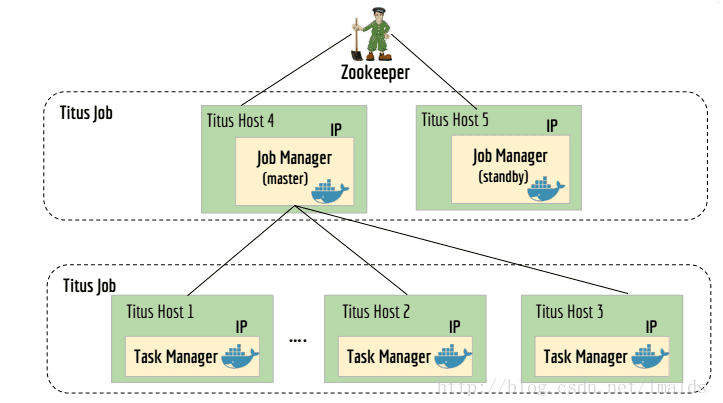 Zookeeper
Titus Job
Titus Host 4
IP
Job Manager
(master)
Titus Host 5
IP
Job Manager
(standby)
Titus Job
Titus Host 1
IP
Task Manager
....
Titus Host 2
IP
Task Manager
Titus Host 3
IP
Task Manager
http://blog.csdn.net/lmalds